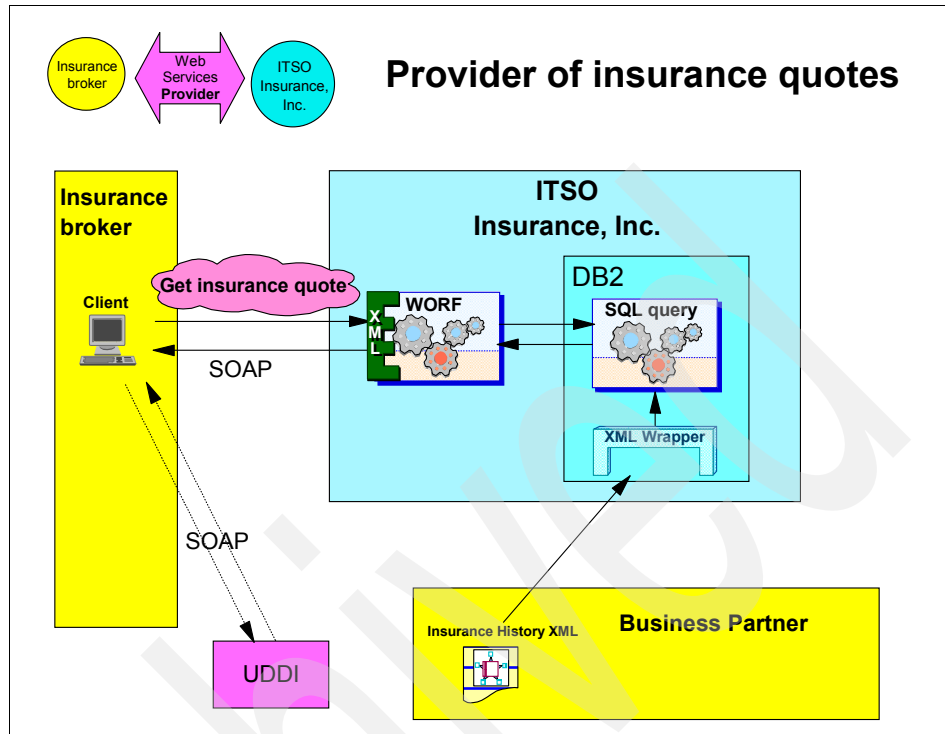 Insurance
broker
Web
Services
Provider
ITSO
Insurance,
Inc.
Provider of insurance quotes
Insurance
broker
ITSO
Insurance, Inc.
DB2
Get insurance quote
Client
X
M
L
WORF
SQL query
SOAP
XML Wrapper
SOAP
UDDI
Insurance History XML
Business Partner